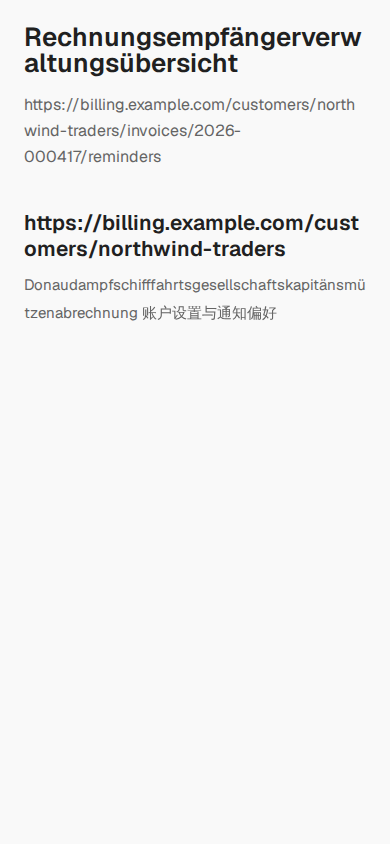 Rechnungsempfängerverw
altungsübersicht
https://billing.example.com/customers/north
wind-traders/invoices/2026-
000417/reminders
https://billing.example.com/cust
omers/northwind-traders
Donaudampfschifffahrtsgesellschaftskapitänsmü
tzenabrechnung 账户设置与通知偏好